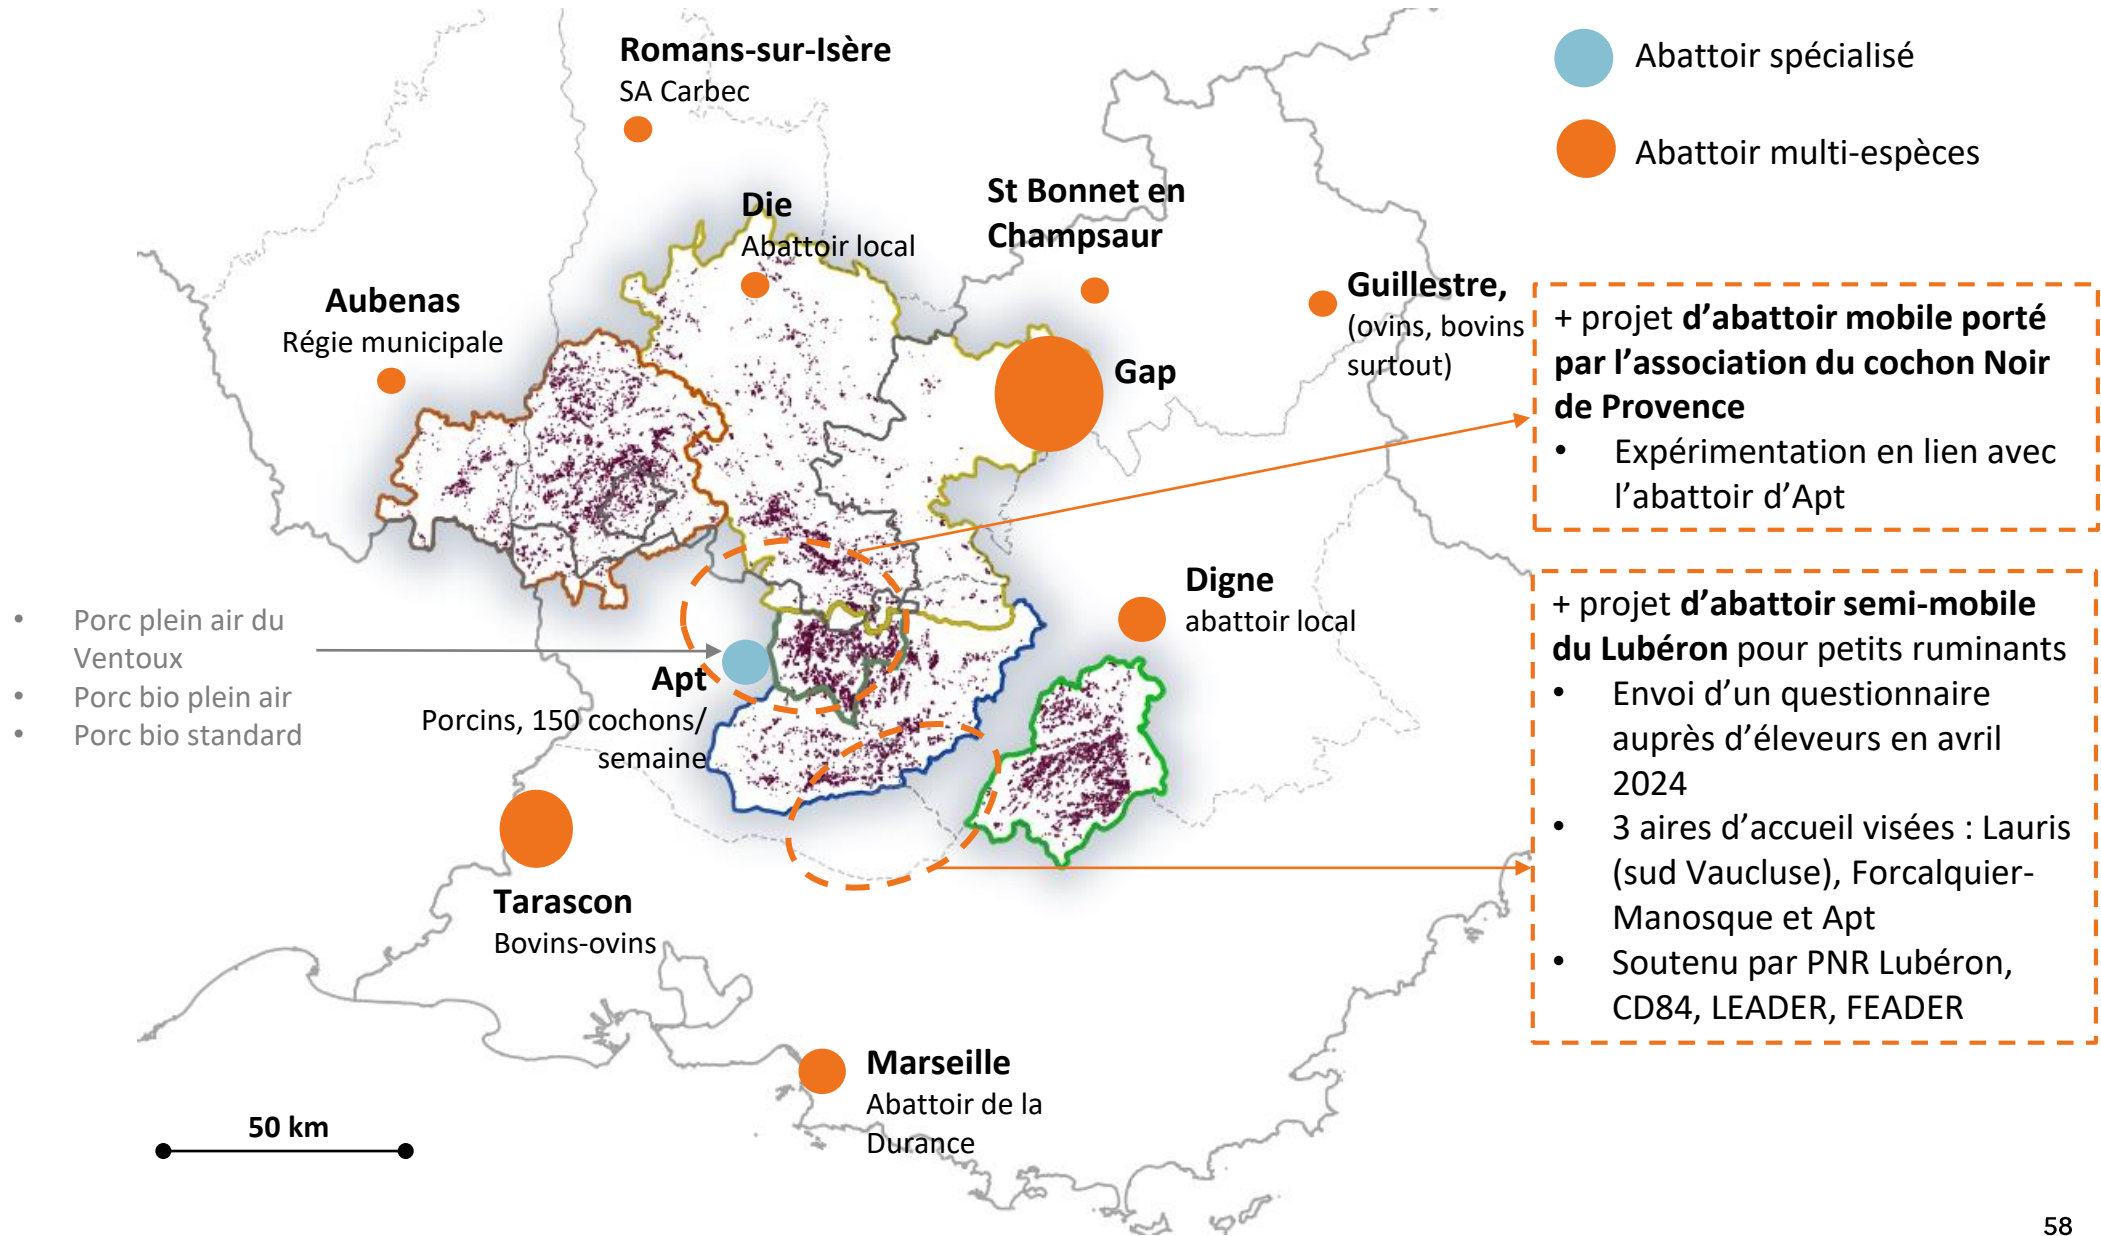 Romans-sur-Isère
SA Carbec
Abattoir spécialisé
Abattoir multi-espèces
Die
Abattoir local
St Bonnet en
Champsaur
Aubenas
Régie municipale
Guillestre,
(ovins, bovins
surtout)
Gap
+ projet d’abattoir mobile porté
par l’association du cochon Noir
de Provence
• Expérimentation en lien avec
l’abattoir d’Apt
Digne
abattoir local
+ projet d’abattoir semi-mobile
du Lubéron pour petits ruminants
• Envoi d’un questionnaire
auprès d’éleveurs en avril
2024
• 3 aires d’accueil visées : Lauris
(sud Vaucluse), Forcalquier-
Manosque et Apt
• Soutenu par PNR Lubéron,
CD84, LEADER, FEADER
• Porc plein air du
Ventoux
• Porc bio plein air
• Porc bio standard
Apt
Porcins, 150 cochons/
semaine
Tarascon
Bovins-ovins
Marseille
Abattoir de la
Durance
50 km
58